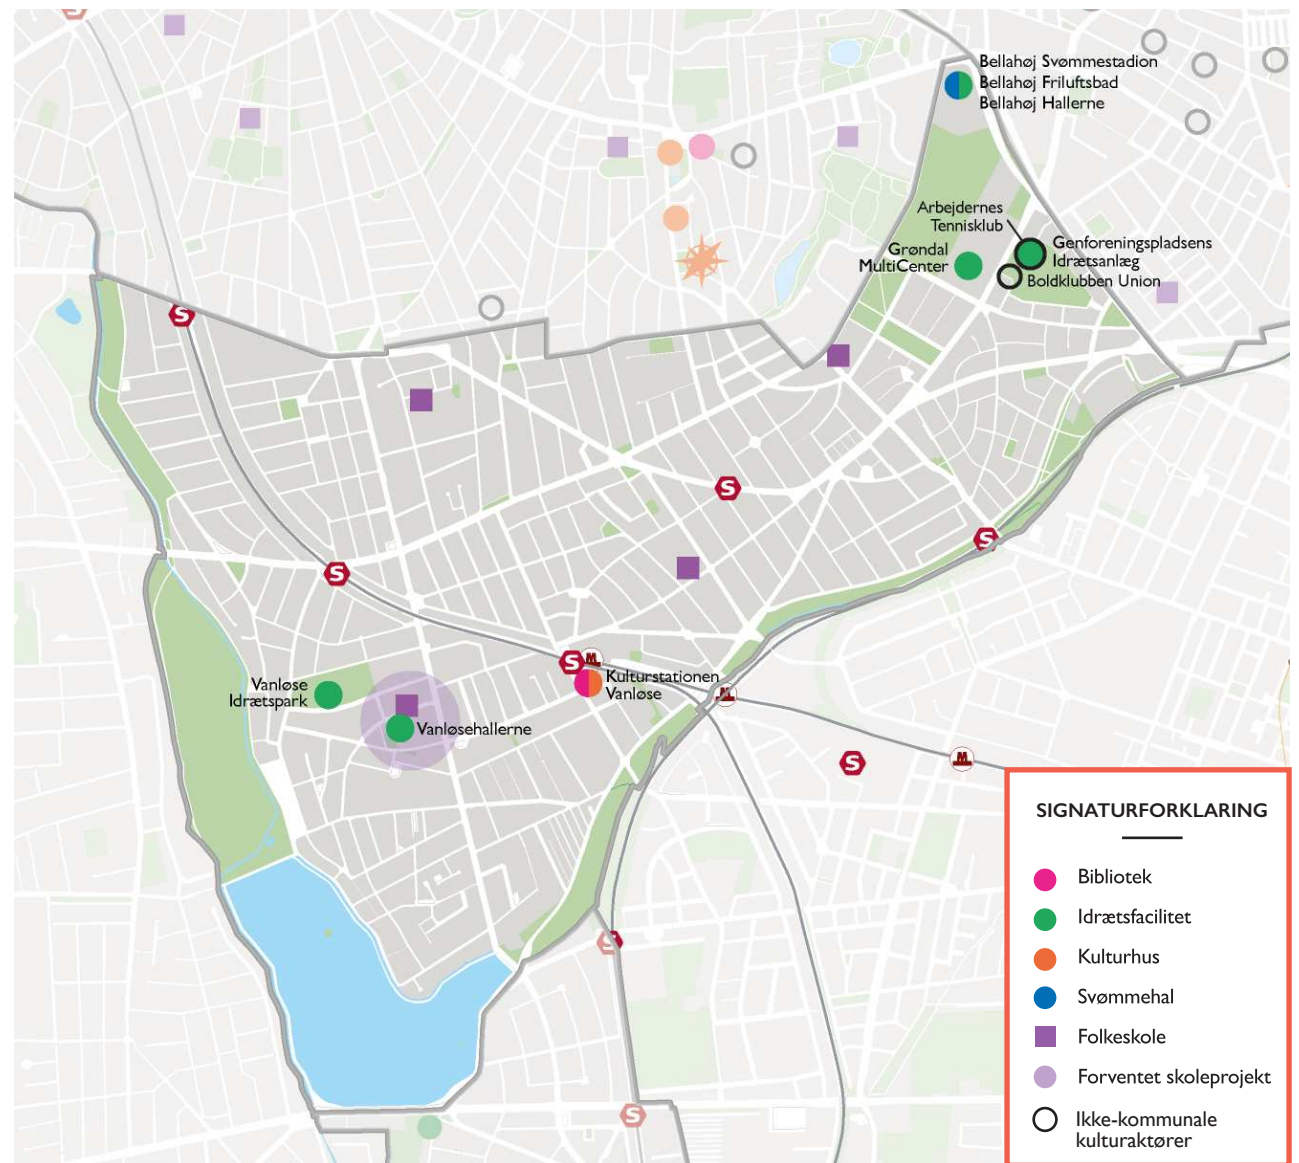 Bellahøj Svømmestadion
Bellahøj Friluftsbad
Bellahøj Hallerne
Arbejdernes
Tennisklub
Grøndal
MultiCenter
Genforeningspladsens
Idrætsanlæg
Boldklubben Union
S
S
S
S
S
S
M
Kulturstationen
Vanløse
M
Vanløse
Idrætspark
Vanløsehallerne
S
M
S
S
SIGNATURFORKLARING
Bibliotek
Idrætsfacilitet
Kulturhus
Svømmehal
Folkeskole
Forventet skoleprojekt
Ikke-kommunale
kulturaktører